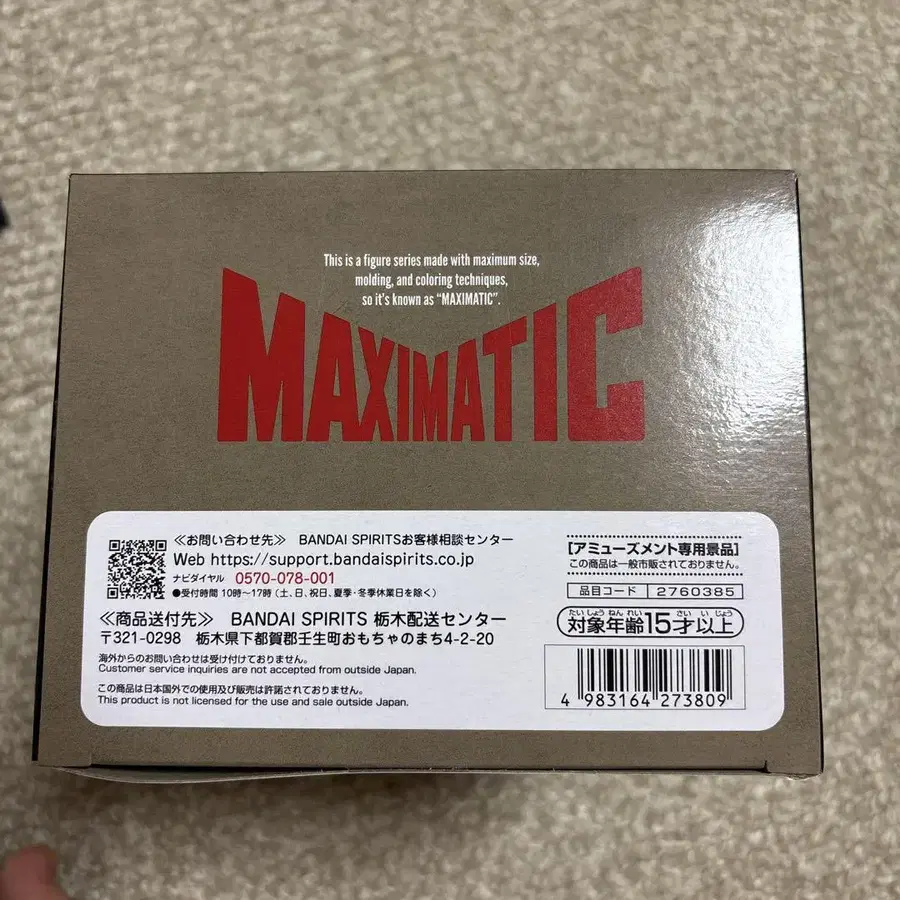 This is a figure series made with maximum size,
molding, and coloring techniques,
so it's known as "MAXIMATIC".
MAXIMATIC
≪お問い合わせ先≫ BANDAI SPIRITSお客様相談センター
Web https://support.bandaispirits.co.jp
ナビダイヤル 0570-078-001
●受付時間 10時~17時(土、日、祝日、夏季・冬季休業日を除く)
≪商品送付先≫ BANDAI SPIRITS 栃木配送センター
〒321-0298 栃木県下都賀郡壬生町おもちゃのまち4-2-20
海外からのお問い合わせは受け付けておりません。
Customer service inquiries are not accepted from outside Japan.
この商品は日本国外での使用及び販売は許諾されておりません。
This product is not licensed for the use and sale outside Japan.
[アミューズメント専用景品]
この商品は一般市販されておりません。
品目コード 2760385
たいしょうねんれい さいいじょう
対象年齢15才以上
4 983164 273809